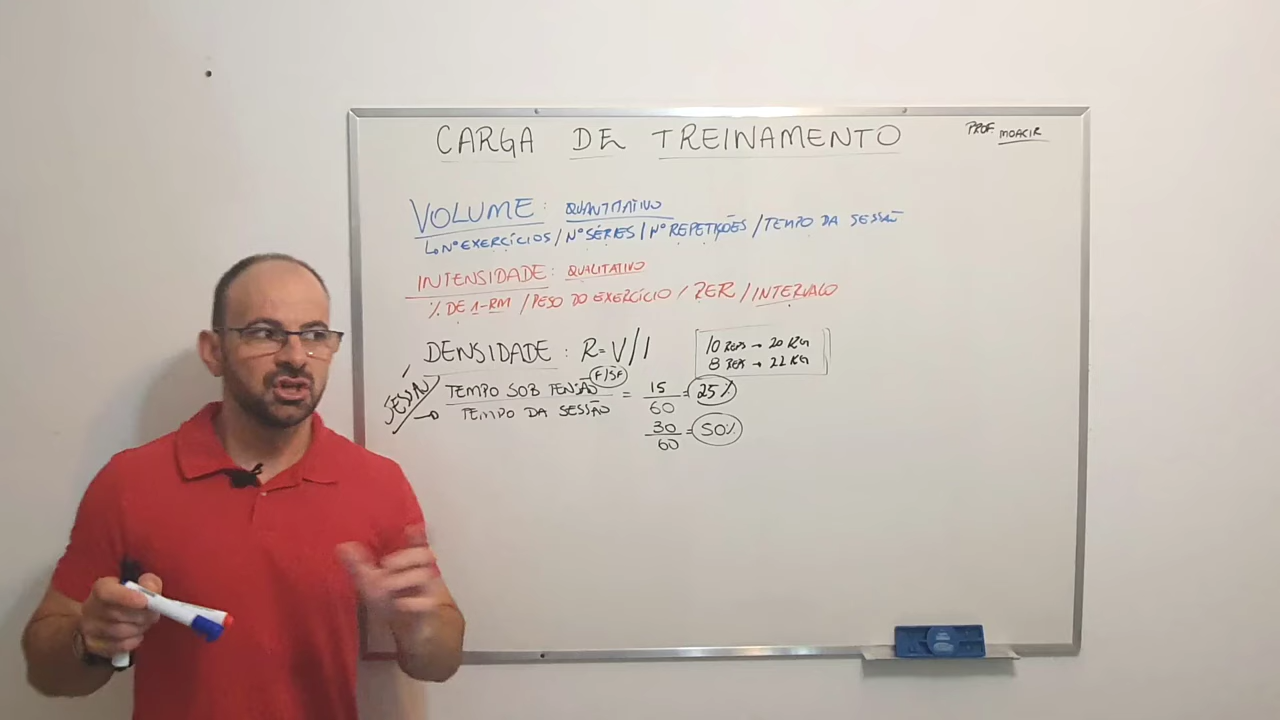 CARGA DE TREINAMENTO
PROF. MOACIR
VOLUME: QUANTITATIVO
↳ Nº EXERCÍCIOS / Nº SÉRIES / Nº REPETIÇÕES / TEMPO DA SESSÃO
INTENSIDADE: QUALITATIVO
% DE 1-RM / PESO DO EXERCÍCIO / PER / INTERVALO
DENSIDADE: R=V/I
10 REPS → 20 KG
8 REPS → 22 KG
SESSÃO
(F/SF)
TEMPO SOB TENSÃO / TEMPO DA SESSÃO = 15/60 = 25%
30/60 = 50%